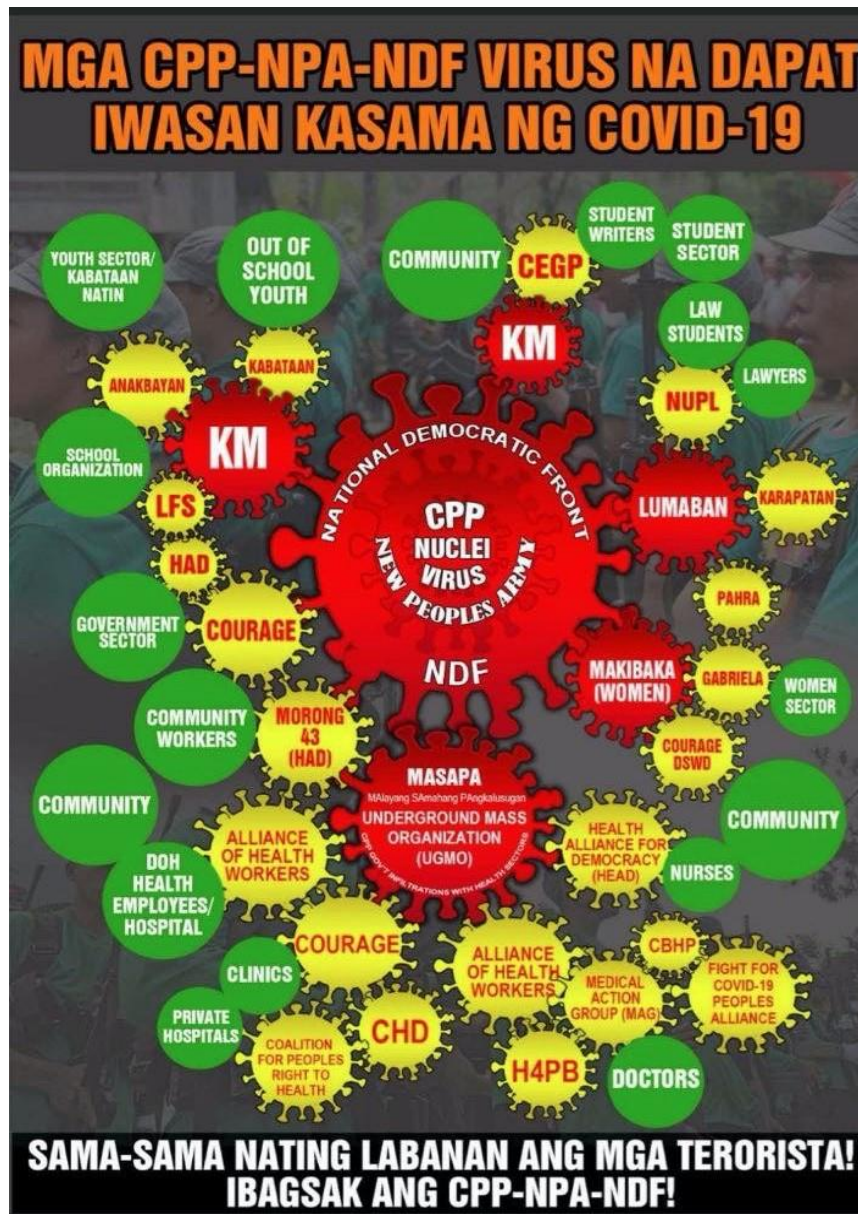 MGA CPP-NPA-NDF VIRUS NA DAPAT
IWASAN KASAMA NG COVID-19
YOUTH SECTOR/
KABATAAN
NATIN
OUT OF
SCHOOL
YOUTH
COMMUNITY
CEGP
STUDENT
WRITERS
STUDENT
SECTOR
LAW
STUDENTS
LAWYERS
NUPL
KM
ANAKBAYAN
KABATAAN
KM
SCHOOL
ORGANIZATION
LFS
HAD
NATIONAL DEMOCRATIC FRONT
CPP
NUCLEI
VIRUS
NEW PEOPLES ARMY
NDF
LUMABAN
KARAPATAN
PAHRA
GOVERNMENT
SECTOR
COURAGE
MAKIBAKA
(WOMEN)
GABRIELA
WOMEN
SECTOR
COMMUNITY
WORKERS
MORONG
43
(HAD)
COURAGE
DSWD
COMMUNITY
MASAPA
MAlayang SAmahang PAngkalusugan
UNDERGROUND MASS
ORGANIZATION
(UGMO)
CPP GOV'T INFILTRATIONS WITH HEALTH SECTORS
COMMUNITY
ALLIANCE
OF HEALTH
WORKERS
HEALTH
ALLIANCE FOR
DEMOCRACY
(HEAD)
NURSES
DOH
HEALTH
EMPLOYEES/
HOSPITAL
COURAGE
CLINICS
PRIVATE
HOSPITALS
COALITION
FOR PEOPLES
RIGHT TO
HEALTH
CHD
ALLIANCE
OF HEALTH
WORKERS
CBHP
MEDICAL
ACTION
GROUP (MAG)
FIGHT FOR
COVID-19
PEOPLES
ALLIANCE
H4PB
DOCTORS
SAMA-SAMA NATING LABANAN ANG MGA TERORISTA!
IBAGSAK ANG CPP-NPA-NDF!